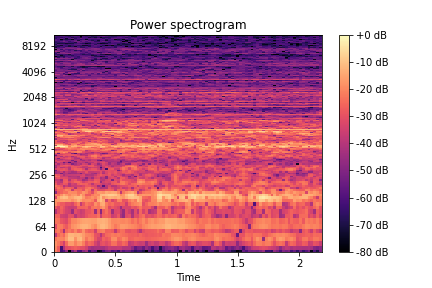 Power spectrogram
8192
4096
2048
1024
512
256
128
64
0
Hz
0 0.5 1 1.5 2
Time
+0 dB
-10 dB
-20 dB
-30 dB
-40 dB
-50 dB
-60 dB
-70 dB
-80 dB